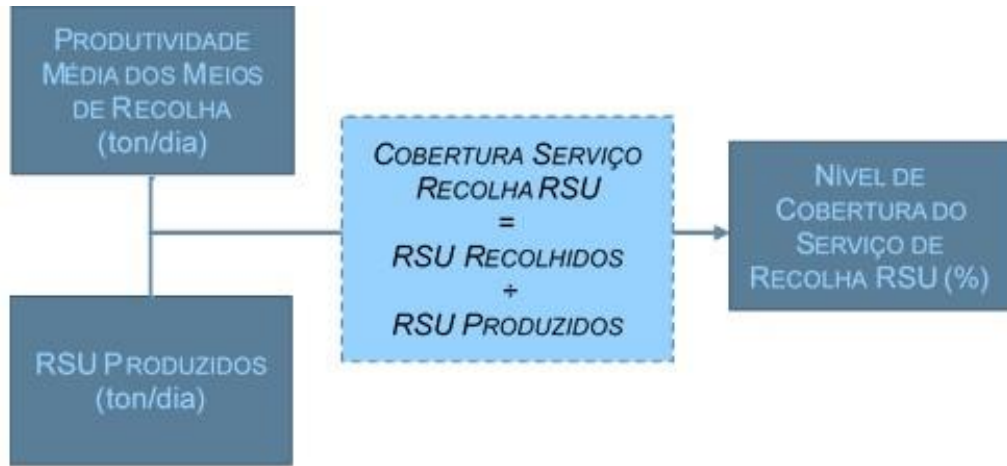 PRODUTIVIDADE
MÉDIA DOS MEIOS
DE RECOLHA
(ton/dia)
RSU PRODUZIDOS
(ton/dia)
COBERTURA SERVIÇO
RECOLHA RSU
=
RSU RECOLHIDOS
÷
RSU PRODUZIDOS
NÍVEL DE
COBERTURA DO
SERVIÇO DE
RECOLHA RSU (%)